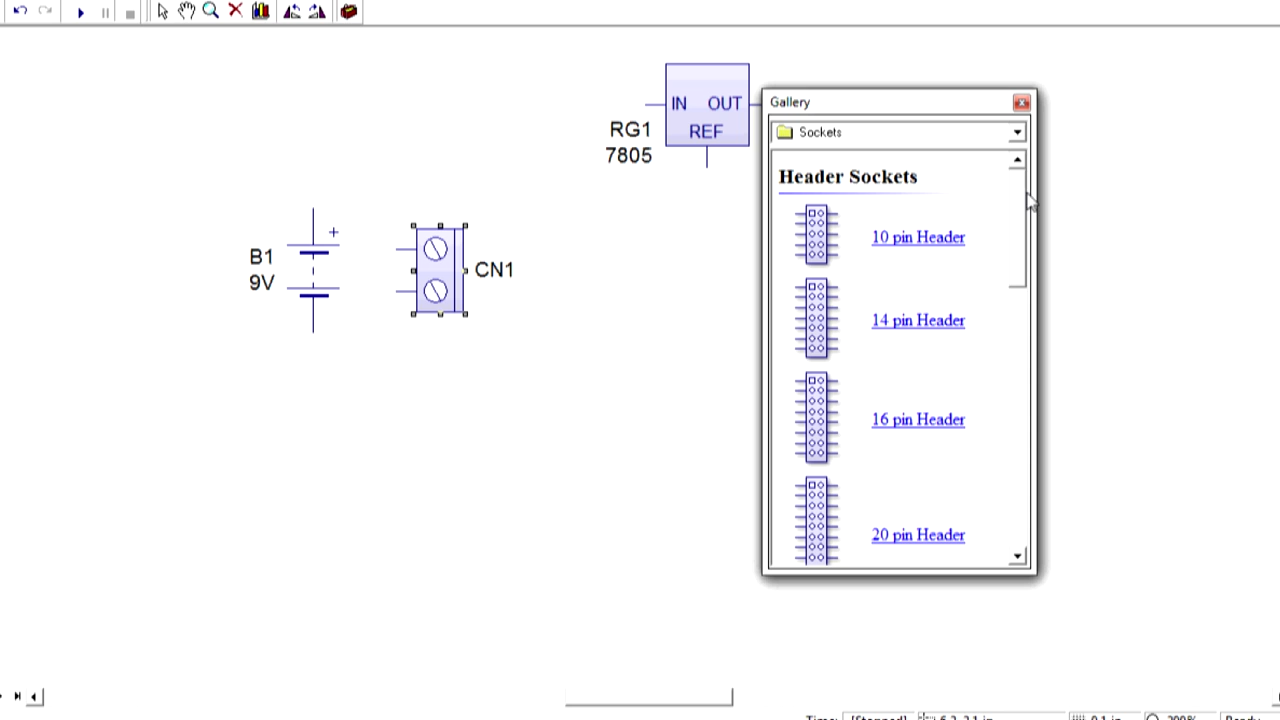 IN OUT
REF
RG1
7805
B1
9V
+
CN1
Gallery
Sockets
Header Sockets
10 pin Header
14 pin Header
16 pin Header
20 pin Header